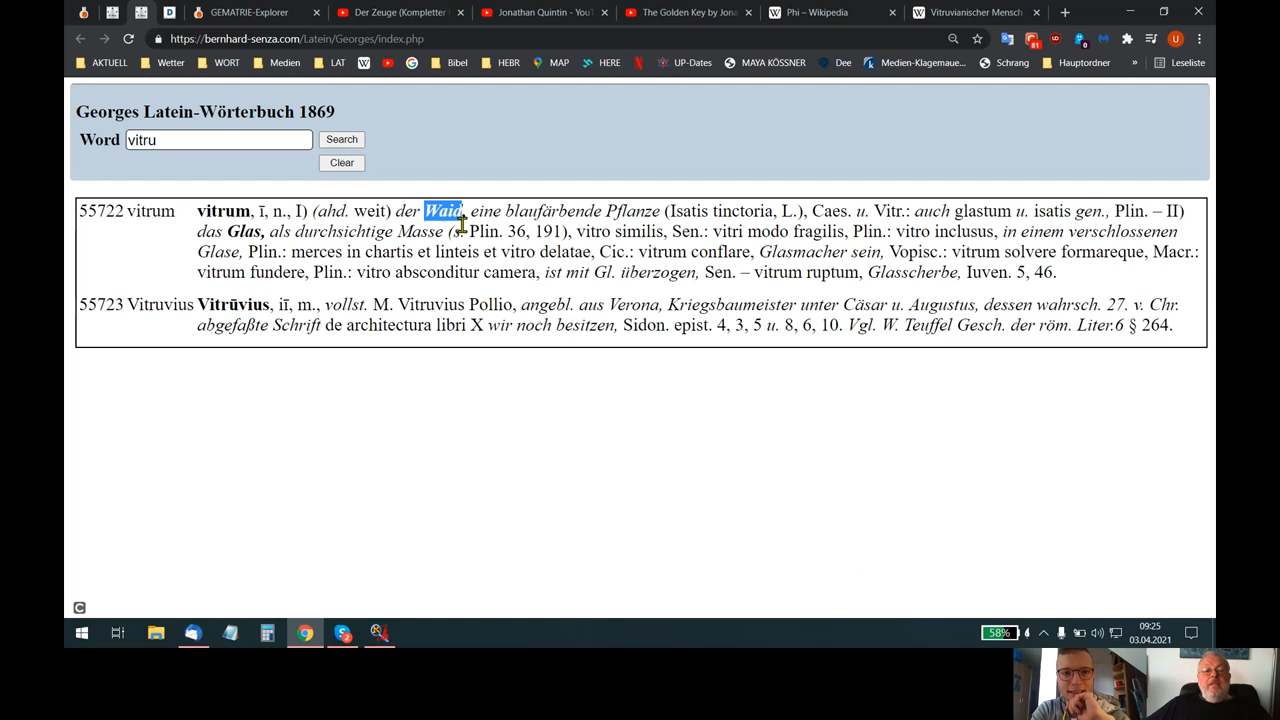 GEMATRIE-Explorer
Der Zeuge (Kompletter
Jonathan Quintin - YouT
The Golden Key by Jona
Phi – Wikipedia
Vitruvianischer Mensch
https://bernhard-senza.com/Latein/Georges/index.php
AKTUELL Wetter WORT Medien LAT Bibel HEBR MAP HERE UP-Dates MAYA KÖSSNER Dee Medien-Klagemaue... Schrang Hauptordner » Leseliste
Georges Latein-Wörterbuch 1869
Word vitru Search
Clear
55722 vitrum vitrum, ī, n., I) (ahd. weit) der Waid, eine blaufärbende Pflanze (Isatis tinctoria, L.), Caes. u. Vitr.: auch glastum u. isatis gen., Plin. – II)
das Glas, als durchsichtige Masse (s. Plin. 36, 191), vitro similis, Sen.: vitri modo fragilis, Plin.: vitro inclusus, in einem verschlossenen
Glase, Plin.: merces in chartis et linteis et vitro delatae, Cic.: vitrum conflare, Glasmacher sein, Vopisc.: vitrum solvere formareque, Macr.:
vitrum fundere, Plin.: vitro absconditur camera, ist mit Gl. überzogen, Sen. – vitrum ruptum, Glasscherbe, Iuven. 5, 46.
55723 Vitruvius Vitrūvius, iī, m., vollst. M. Vitruvius Pollio, angebl. aus Verona, Kriegsbaumeister unter Cäsar u. Augustus, dessen wahrsch. 27. v. Chr.
abgefaßte Schrift de architectura libri X wir noch besitzen, Sidon. epist. 4, 3, 5 u. 8, 6, 10. Vgl. W. Teuffel Gesch. der röm. Liter.6 § 264.
58%
09:25
03.04.2021